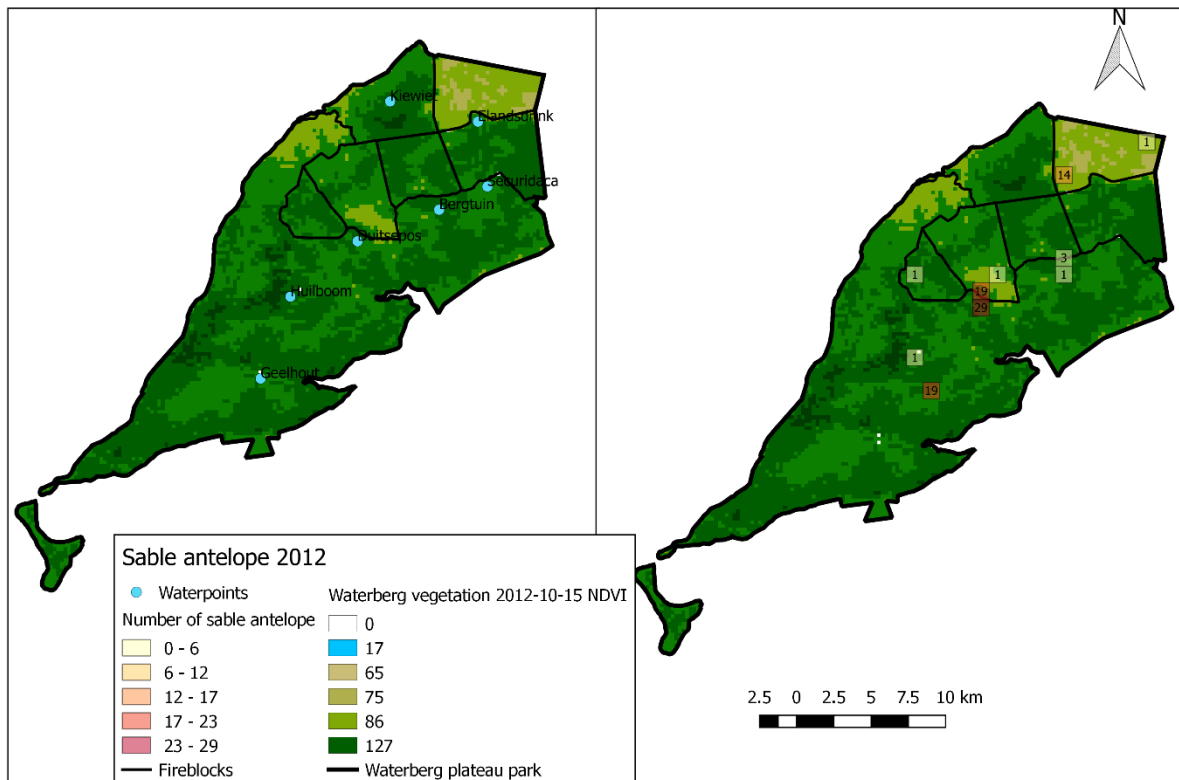 N
Kiewiet
Elandsdrink
Securidaca
Bergtuin
Duitsepos
Huilboom
Geelhout
1
14
3
1
1
1
19
29
1
19
Sable antelope 2012
Waterpoints
Number of sable antelope
0 - 6
6 - 12
12 - 17
17 - 23
23 - 29
Fireblocks
Waterberg vegetation 2012-10-15 NDVI
0
17
65
75
86
127
Waterberg plateau park
2.5 0 2.5 5 7.5 10 km